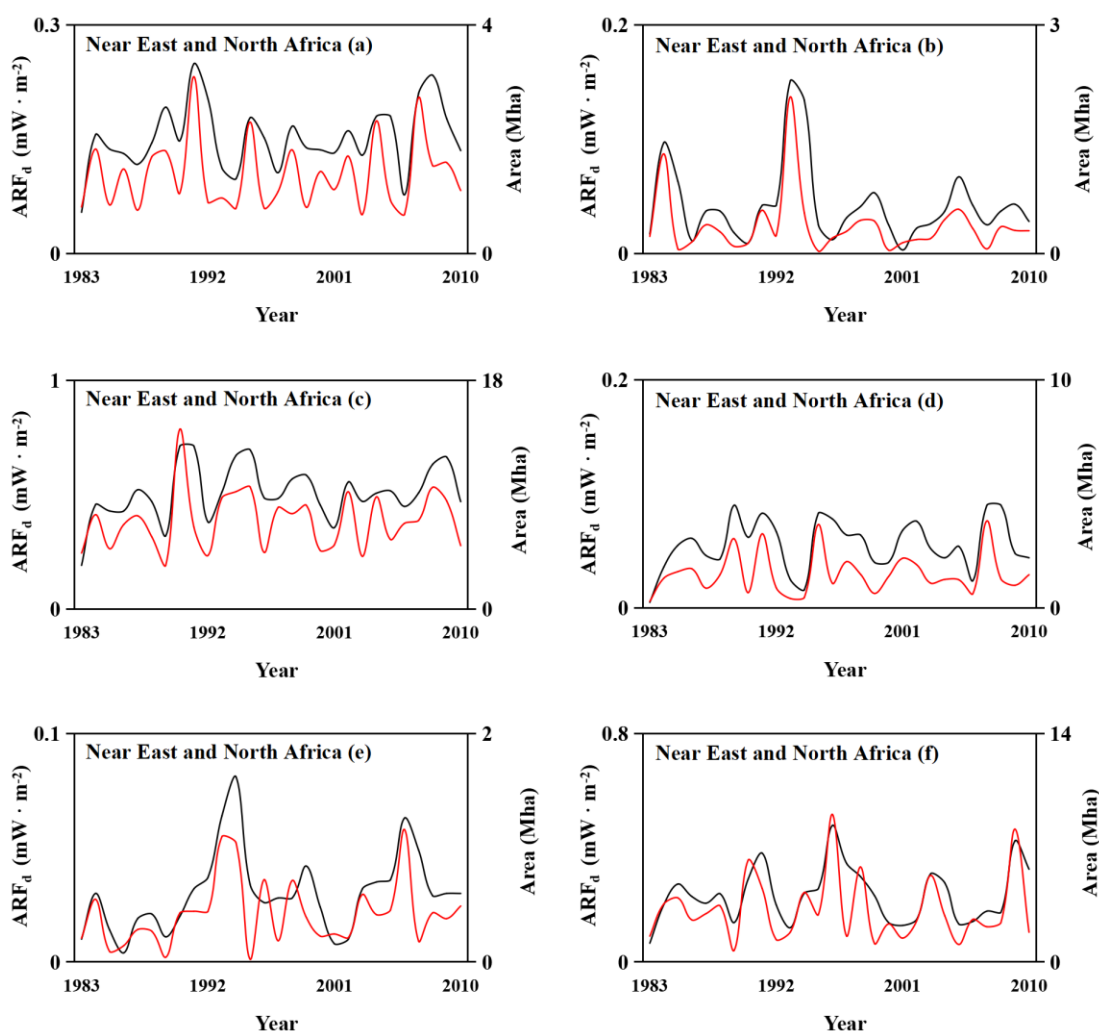 0.3
4
Near East and North Africa (a)
ARFd (mW · m-2)
Area (Mha)
0
0
1983
1992
2001
2010
Year
0.2
3
Near East and North Africa (b)
ARFd (mW · m-2)
Area (Mha)
0
0
1983
1992
2001
2010
Year
1
18
Near East and North Africa (c)
ARFd (mW · m-2)
Area (Mha)
0
0
1983
1992
2001
2010
Year
0.2
10
Near East and North Africa (d)
ARFd (mW · m-2)
Area (Mha)
0
0
1983
1992
2001
2010
Year
0.1
2
Near East and North Africa (e)
ARFd (mW · m-2)
Area (Mha)
0
0
1983
1992
2001
2010
Year
0.8
14
Near East and North Africa (f)
ARFd (mW · m-2)
Area (Mha)
0
0
1983
1992
2001
2010
Year